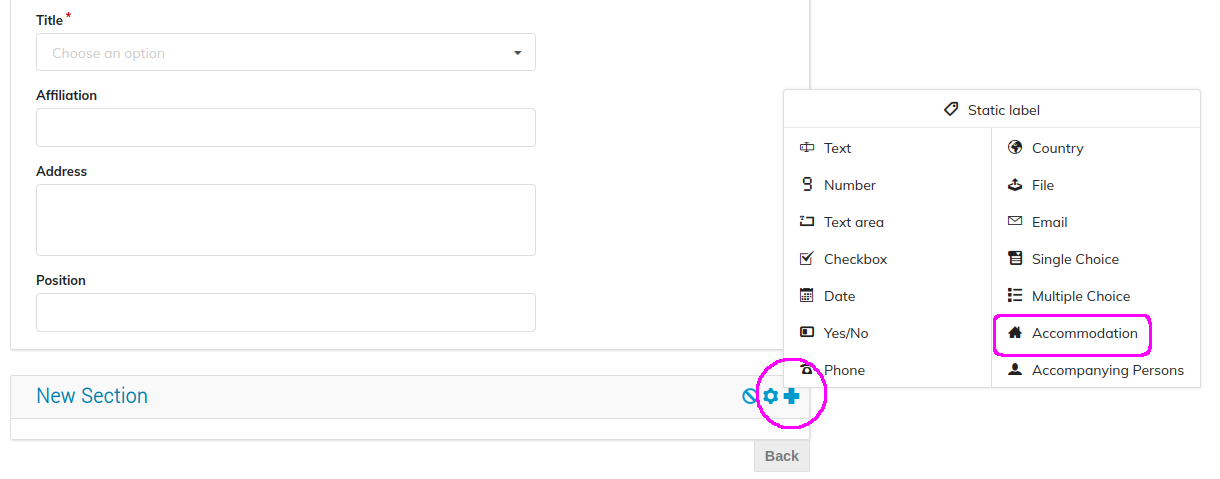 Title *
Choose an option
Affiliation
Address
Position
Static label
Text
Country
Number
File
Text area
Email
Checkbox
Single Choice
Date
Multiple Choice
Yes/No
Accommodation
Phone
Accompanying Persons
New Section
Back